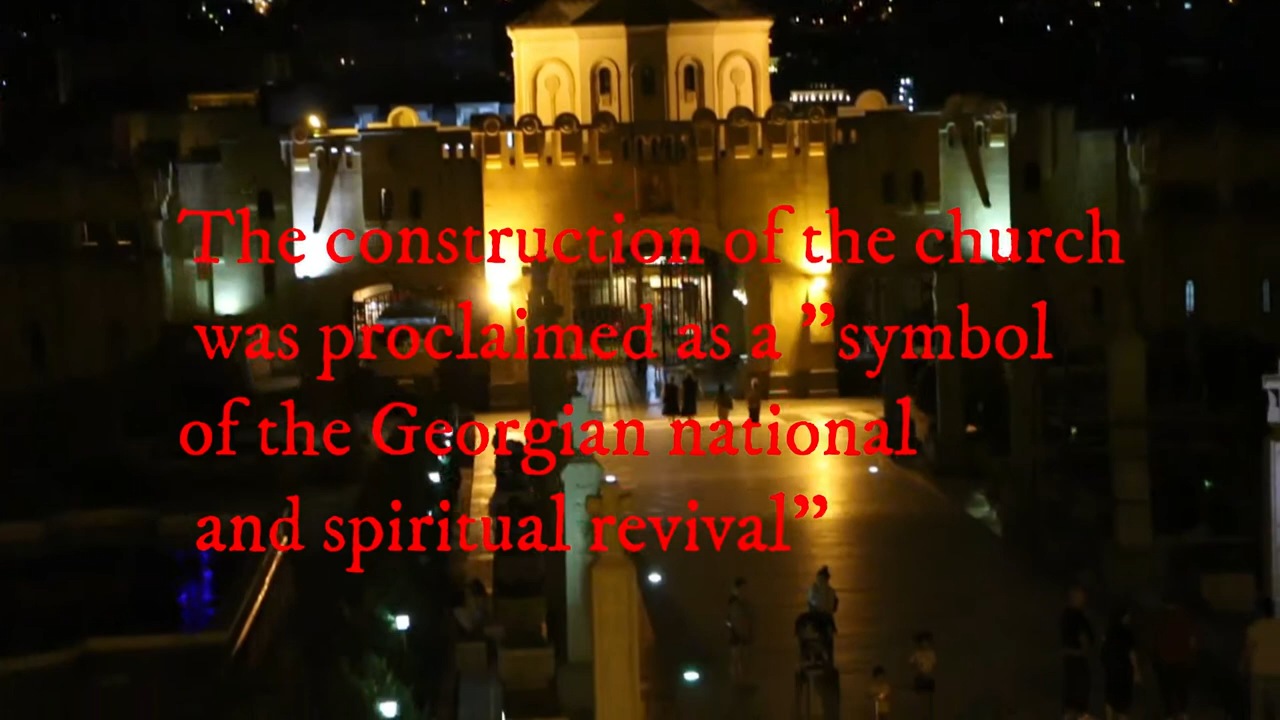 The construction of the church
was proclaimed as a ”symbol
of the Georgian national
and spiritual revival”